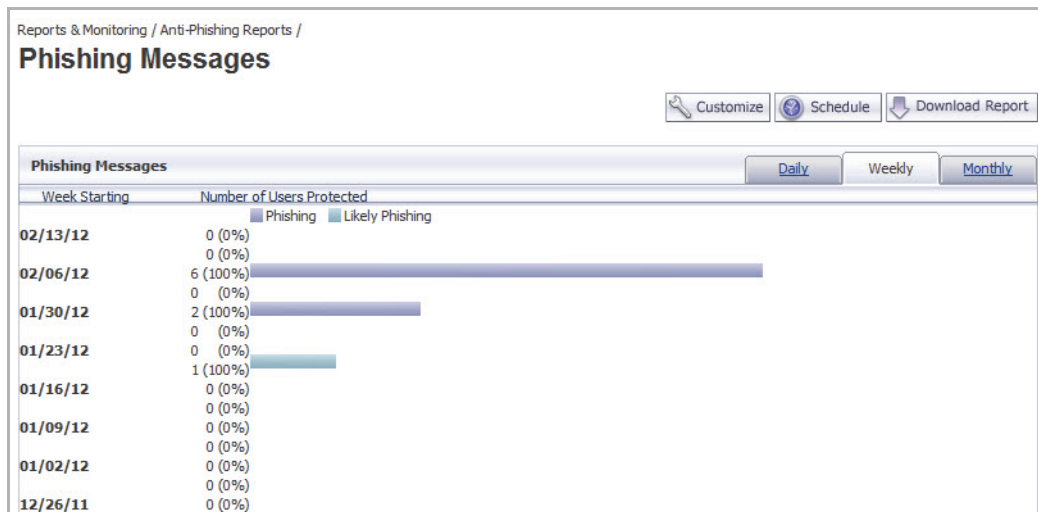 Reports & Monitoring / Anti-Phishing Reports /
Phishing Messages
Customize Schedule Download Report
Phishing Messages Daily Weekly Monthly
Week Starting Number of Users Protected
Phishing Likely Phishing
02/13/12 0 (0%)
0 (0%)
02/06/12 6 (100%)
0 (0%)
01/30/12 2 (100%)
0 (0%)
01/23/12 0 (0%)
1 (100%)
01/16/12 0 (0%)
0 (0%)
01/09/12 0 (0%)
0 (0%)
01/02/12 0 (0%)
0 (0%)
12/26/11 0 (0%)